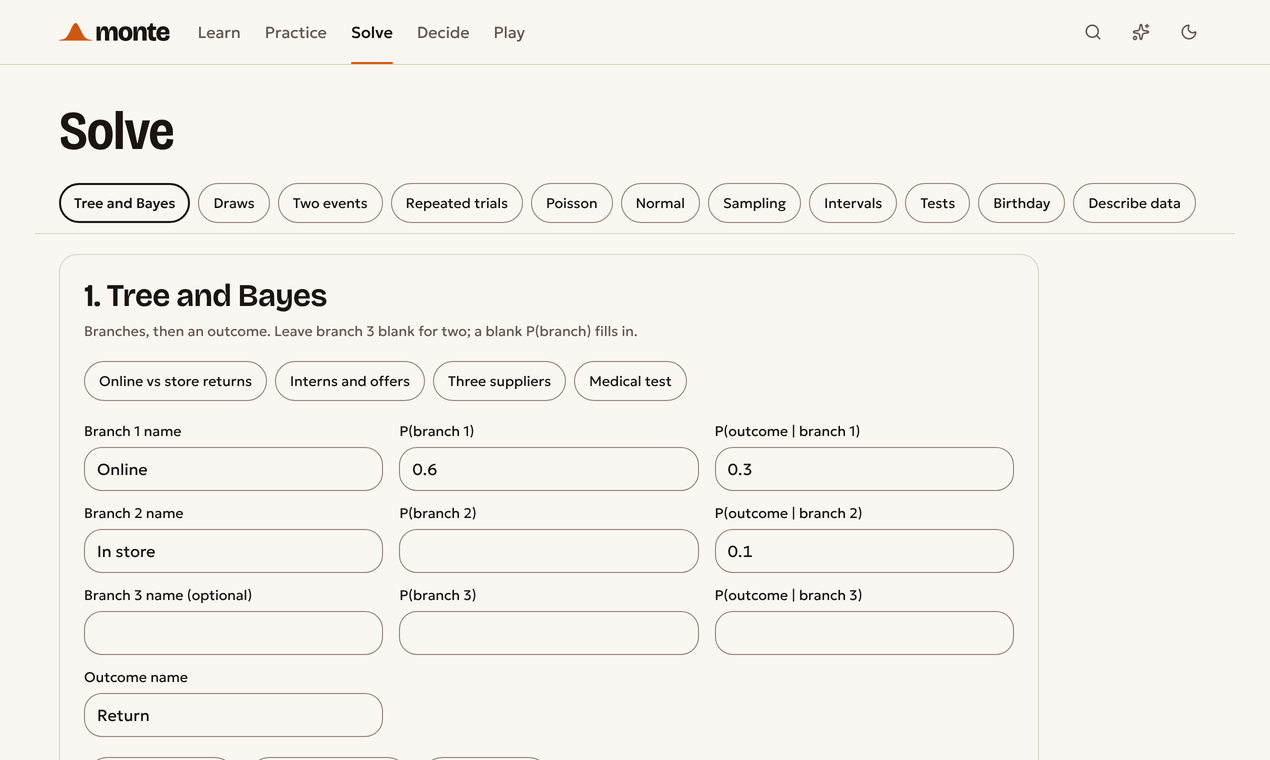 monte Learn Practice Solve Decide Play
Solve
Tree and Bayes Draws Two events Repeated trials Poisson Normal Sampling Intervals Tests Birthday Describe data
1. Tree and Bayes
Branches, then an outcome. Leave branch 3 blank for two; a blank P(branch) fills in.
Online vs store returns Interns and offers Three suppliers Medical test
Branch 1 name P(branch 1) P(outcome | branch 1)
Online 0.6 0.3
Branch 2 name P(branch 2) P(outcome | branch 2)
In store 0.1
Branch 3 name (optional) P(branch 3) P(outcome | branch 3)
Outcome name
Return